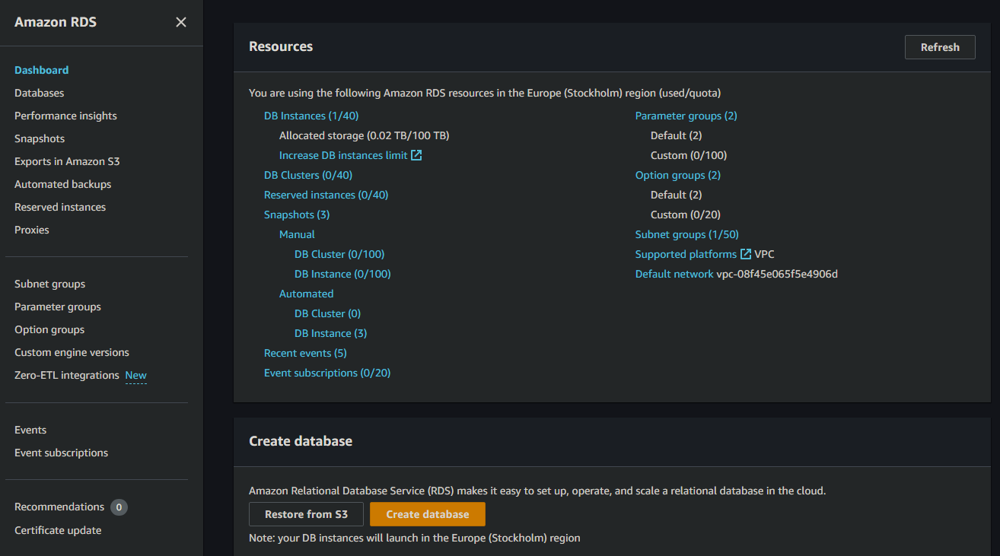 Amazon RDS
Dashboard
Databases
Performance insights
Snapshots
Exports in Amazon S3
Automated backups
Reserved instances
Proxies
Subnet groups
Parameter groups
Option groups
Custom engine versions
Zero-ETL integrations New
Events
Event subscriptions
Recommendations 0
Certificate update
Resources
Refresh
You are using the following Amazon RDS resources in the Europe (Stockholm) region (used/quota)
DB Instances (1/40)
Allocated storage (0.02 TB/100 TB)
Increase DB instances limit
DB Clusters (0/40)
Reserved instances (0/40)
Snapshots (3)
Manual
DB Cluster (0/100)
DB Instance (0/100)
Automated
DB Cluster (0)
DB Instance (3)
Recent events (5)
Event subscriptions (0/20)
Parameter groups (2)
Default (2)
Custom (0/100)
Option groups (2)
Default (2)
Custom (0/20)
Subnet groups (1/50)
Supported platforms VPC
Default network vpc-08f45e065f5e4906d
Create database
Amazon Relational Database Service (RDS) makes it easy to set up, operate, and scale a relational database in the cloud.
Restore from S3
Create database
Note: your DB instances will launch in the Europe (Stockholm) region